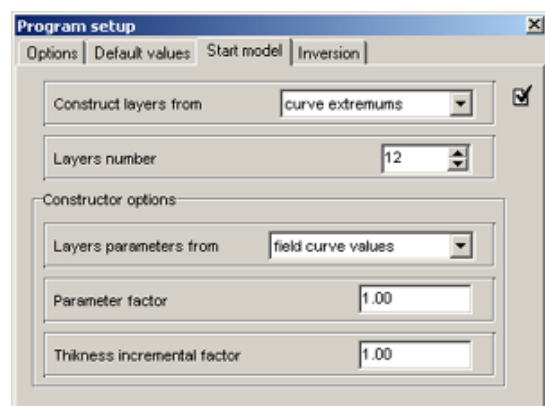 Program setup
Options Default values Start model Inversion
Construct layers from curve extremums
Layers number 12
Constructor options
Layers parameters from field curve values
Parameter factor 1.00
Thikness incremental factor 1.00